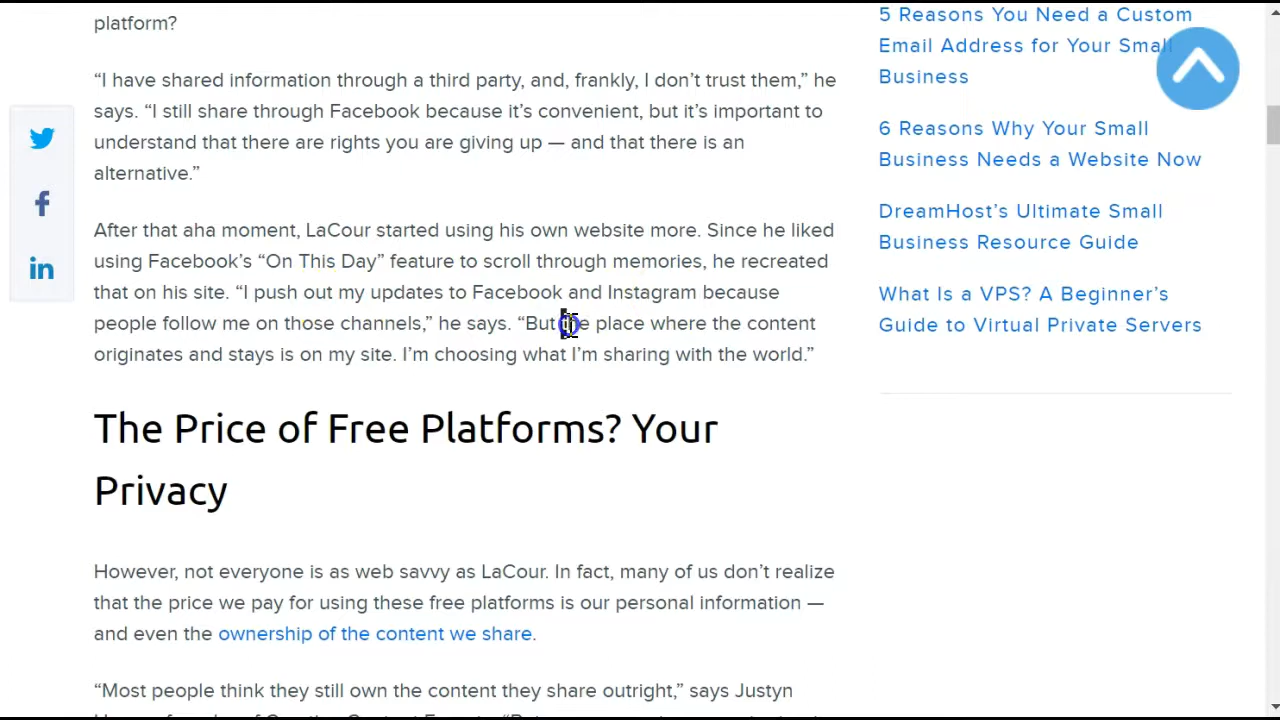 platform?
“I have shared information through a third party, and, frankly, I don’t trust them,” he
says. “I still share through Facebook because it’s convenient, but it’s important to
understand that there are rights you are giving up — and that there is an
alternative.”
After that aha moment, LaCour started using his own website more. Since he liked
using Facebook’s “On This Day” feature to scroll through memories, he recreated
that on his site. “I push out my updates to Facebook and Instagram because
people follow me on those channels,” he says. “But the place where the content
originates and stays is on my site. I’m choosing what I’m sharing with the world.”
The Price of Free Platforms? Your
Privacy
However, not everyone is as web savvy as LaCour. In fact, many of us don’t realize
that the price we pay for using these free platforms is our personal information —
and even the ownership of the content we share.
“Most people think they still own the content they share outright,” says Justyn
5 Reasons You Need a Custom
Email Address for Your Small
Business
6 Reasons Why Your Small
Business Needs a Website Now
DreamHost’s Ultimate Small
Business Resource Guide
What Is a VPS? A Beginner’s
Guide to Virtual Private Servers